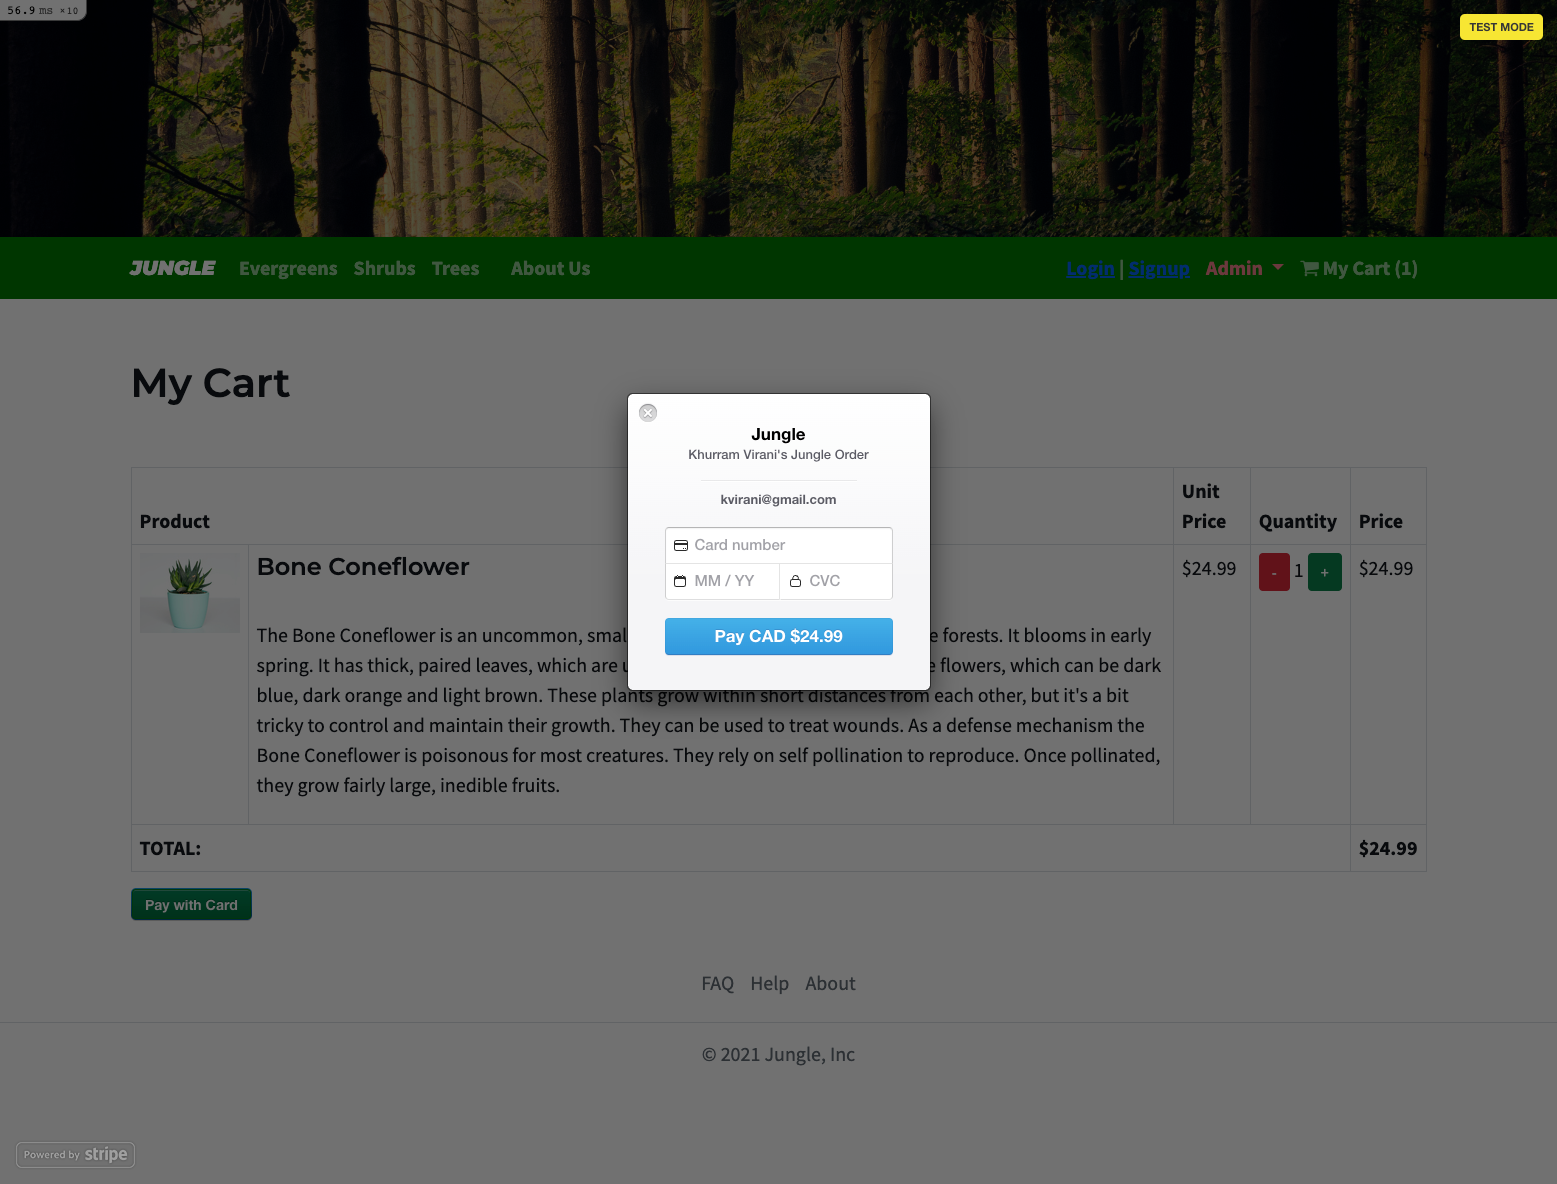 56.9 ms ×10
TEST MODE
JUNGLE Evergreens Shrubs Trees About Us Login | Signup Admin My Cart (1)
My Cart
Jungle
Khurram Virani's Jungle Order
kvirani@gmail.com
Card number
MM / YY CVC
Pay CAD $24.99
Product Unit Price Quantity Price
Bone Coneflower $24.99 - 1 + $24.99
The Bone Coneflower is an uncommon, smal e forests. It blooms in early
spring. It has thick, paired leaves, which are u e flowers, which can be dark
blue, dark orange and light brown. These plants grow within short distances from each other, but it's a bit
tricky to control and maintain their growth. They can be used to treat wounds. As a defense mechanism the
Bone Coneflower is poisonous for most creatures. They rely on self pollination to reproduce. Once pollinated,
they grow fairly large, inedible fruits.
TOTAL: $24.99
Pay with Card
FAQ Help About
© 2021 Jungle, Inc
Powered by stripe